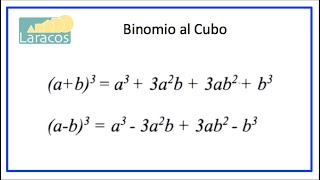 Laracos
Binomio al Cubo
(a+b)³ = a³ + 3a²b + 3ab² + b³
(a-b)³ = a³ - 3a²b + 3ab² - b³